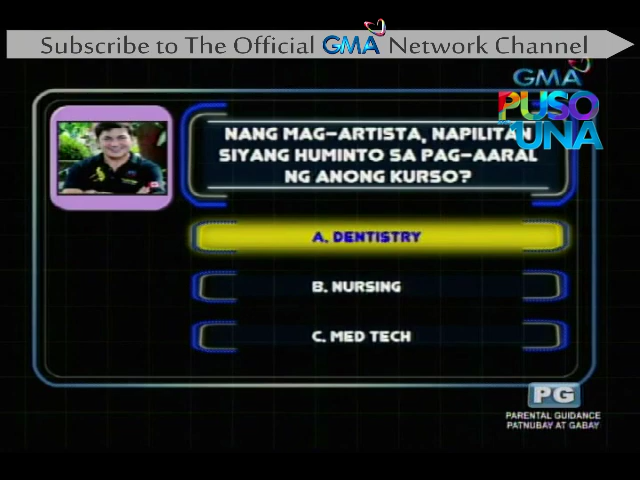 Subscribe to The Official GMA Network Channel
GMA
PUSO
UNA
NANG MAG-ARTISTA, NAPILITAN
SIYANG HUMINTO SA PAG-AARAL
NG ANONG KURSO?
A. DENTISTRY
B. NURSING
C. MED TECH
PG
PARENTAL GUIDANCE
PATNUBAY AT GABAY